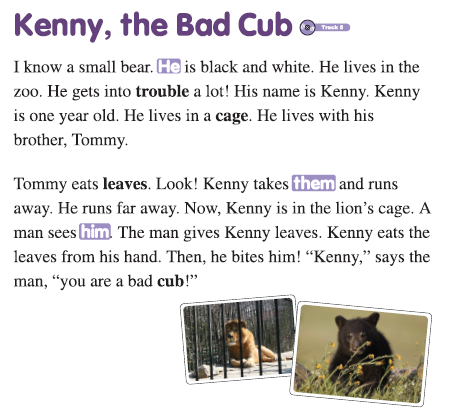 Kenny, the Bad Cub Track 5
I know a small bear. He is black and white. He lives in the
zoo. He gets into trouble a lot! His name is Kenny. Kenny
is one year old. He lives in a cage. He lives with his
brother, Tommy.
Tommy eats leaves. Look! Kenny takes them and runs
away. He runs far away. Now, Kenny is in the lion’s cage. A
man sees him. The man gives Kenny leaves. Kenny eats the
leaves from his hand. Then, he bites him! “Kenny,” says the
man, “you are a bad cub!”